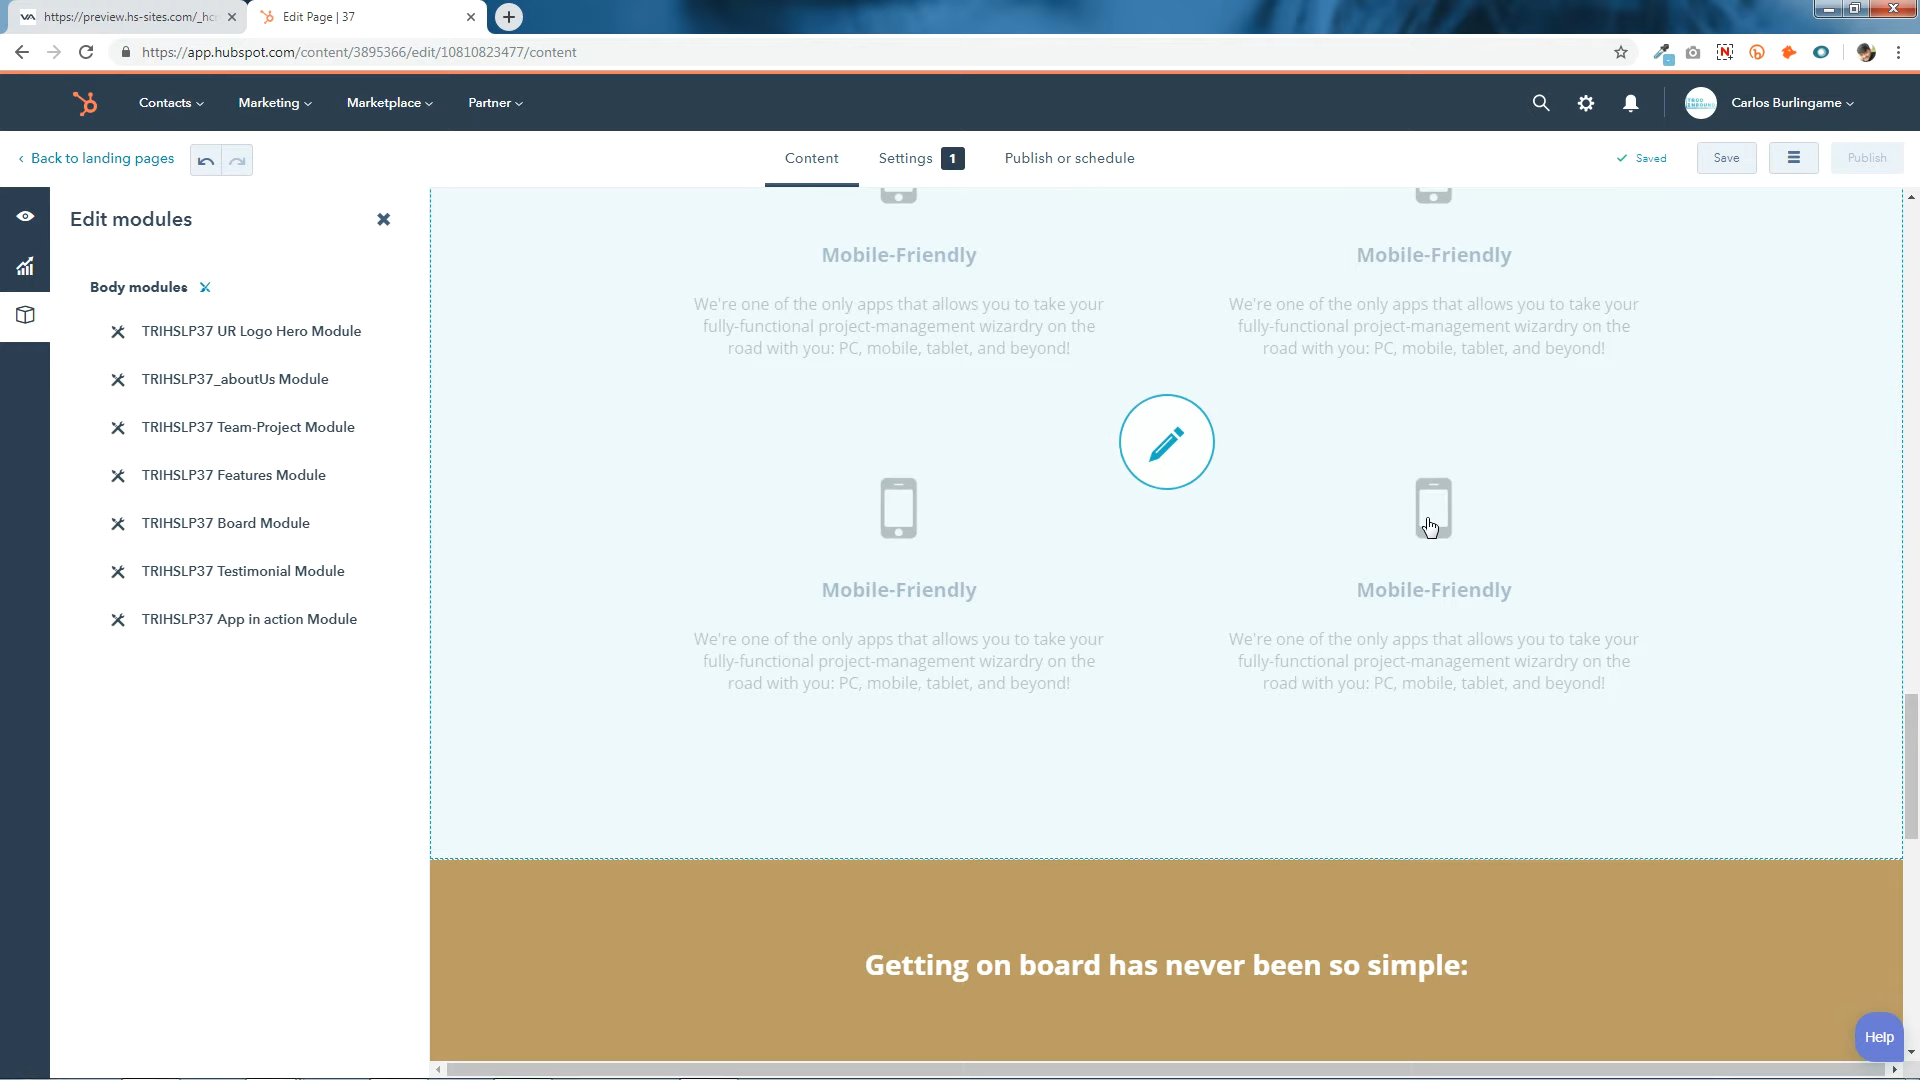 https://preview.hs-sites.com/_hc
Edit Page | 37
https://app.hubspot.com/content/3895366/edit/10810823477/content
Contacts
Marketing
Marketplace
Partner
Carlos Burlingame
Back to landing pages
Content
Settings 1
Publish or schedule
Saved
Save
Publish
Edit modules
Body modules
TRIHSLP37 UR Logo Hero Module
TRIHSLP37_aboutUs Module
TRIHSLP37 Team-Project Module
TRIHSLP37 Features Module
TRIHSLP37 Board Module
TRIHSLP37 Testimonial Module
TRIHSLP37 App in action Module
Mobile-Friendly
We're one of the only apps that allows you to take your
fully-functional project-management wizardry on the
road with you: PC, mobile, tablet, and beyond!
Mobile-Friendly
We're one of the only apps that allows you to take your
fully-functional project-management wizardry on the
road with you: PC, mobile, tablet, and beyond!
Mobile-Friendly
We're one of the only apps that allows you to take your
fully-functional project-management wizardry on the
road with you: PC, mobile, tablet, and beyond!
Mobile-Friendly
We're one of the only apps that allows you to take your
fully-functional project-management wizardry on the
road with you: PC, mobile, tablet, and beyond!
Getting on board has never been so simple:
Help